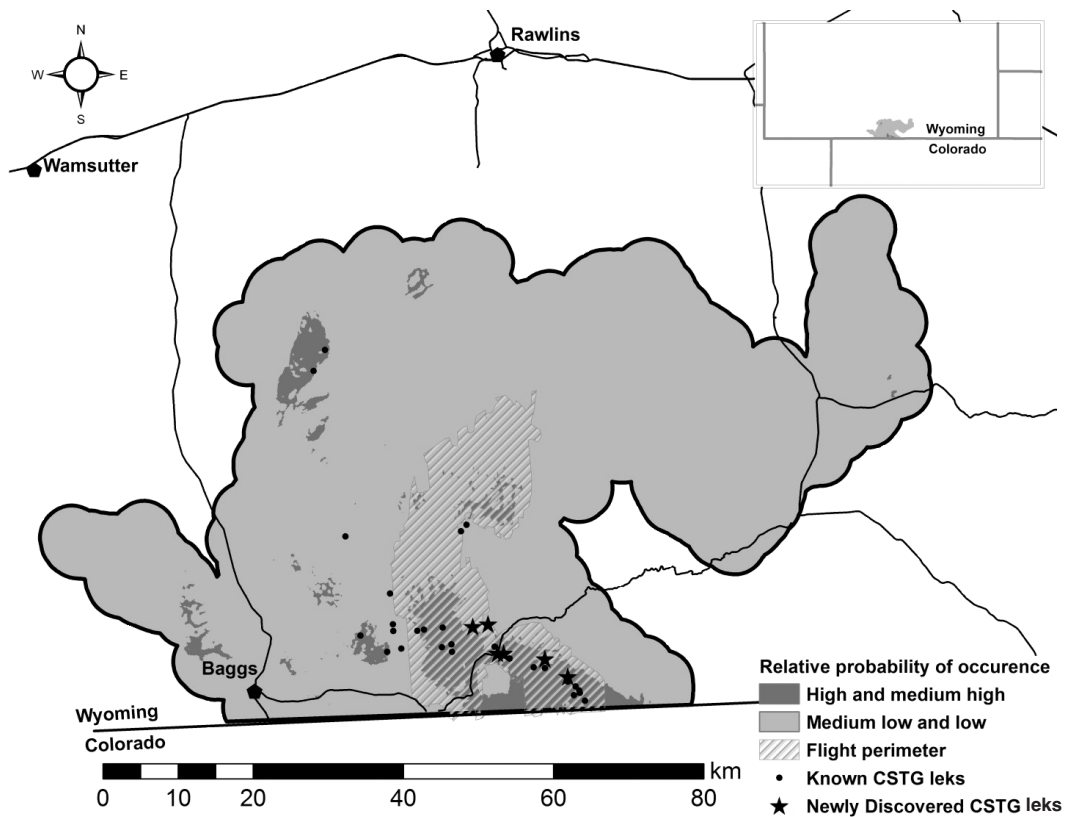 N
W E
S
Rawlins
Wamsutter
Wyoming
Colorado
Baggs
Wyoming
Colorado
Relative probability of occurence
High and medium high
Medium low and low
Flight perimeter
Known CSTG leks
Newly Discovered CSTG leks
km
0 10 20 40 60 80